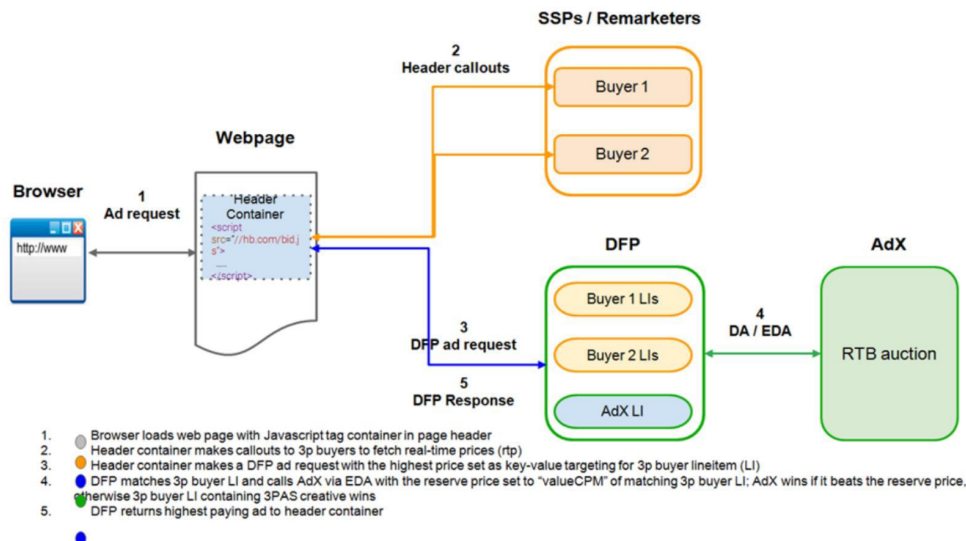 SSPs / Remarketers
2
Header callouts
Buyer 1
Buyer 2
Webpage
Browser
1
Ad request
http://www
Header
Container
<script
src="//hb.com/bid.j
s">
....
</script>
DFP
AdX
Buyer 1 LIs
Buyer 2 LIs
AdX LI
3
DFP ad request
4
DA / EDA
RTB auction
5
DFP Response
1. Browser loads web page with Javascript tag container in page header
2. Header container makes callouts to 3p buyers to fetch real-time prices (rtp)
3. Header container makes a DFP ad request with the highest price set as key-value targeting for 3p buyer lineitem (LI)
4. DFP matches 3p buyer LI and calls AdX via EDA with the reserve price set to “valueCPM” of matching 3p buyer LI; AdX wins if it beats the reserve price,
otherwise 3p buyer LI containing 3PAS creative wins
5. DFP returns highest paying ad to header container